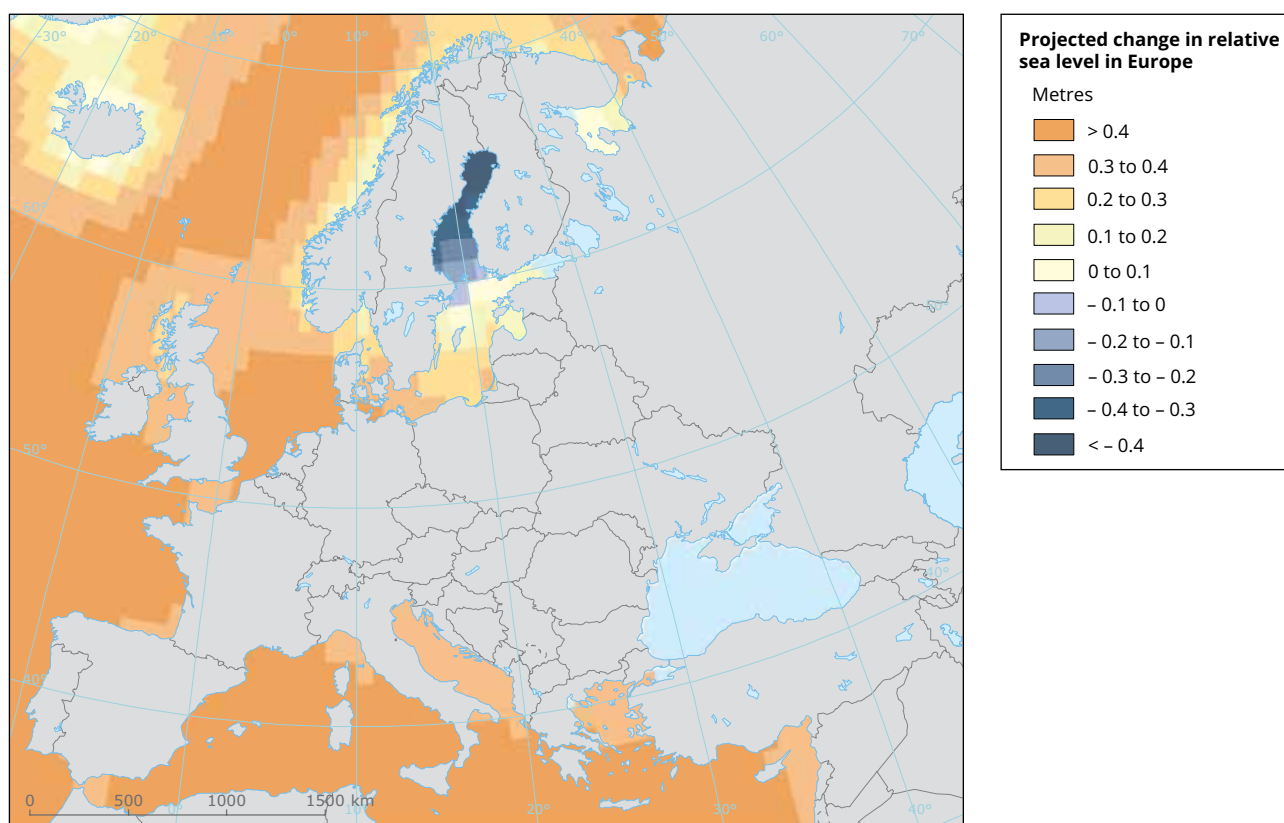 -30°
-20°
-10°
0°
10°
20°
30°
40°
50°
60°
70°
60°
50°
40°
40°
0
500
1000
1500 km
0°
10°
20°
30°
40°
Projected change in relative
sea level in Europe
Metres
> 0.4
0.3 to 0.4
0.2 to 0.3
0.1 to 0.2
0 to 0.1
– 0.1 to 0
– 0.2 to – 0.1
– 0.3 to – 0.2
– 0.4 to – 0.3
< – 0.4